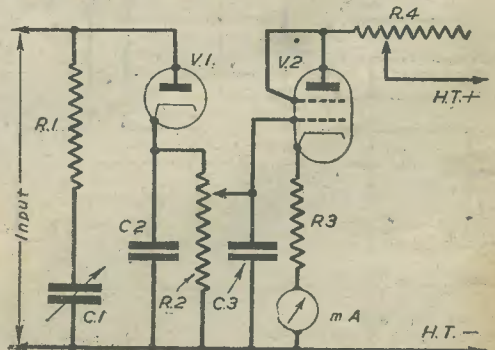 R.4
V.1
V.2
H.T.+
R.1
Input
C.2
R.2
C.3
R3
C.1
mA
H.T.-